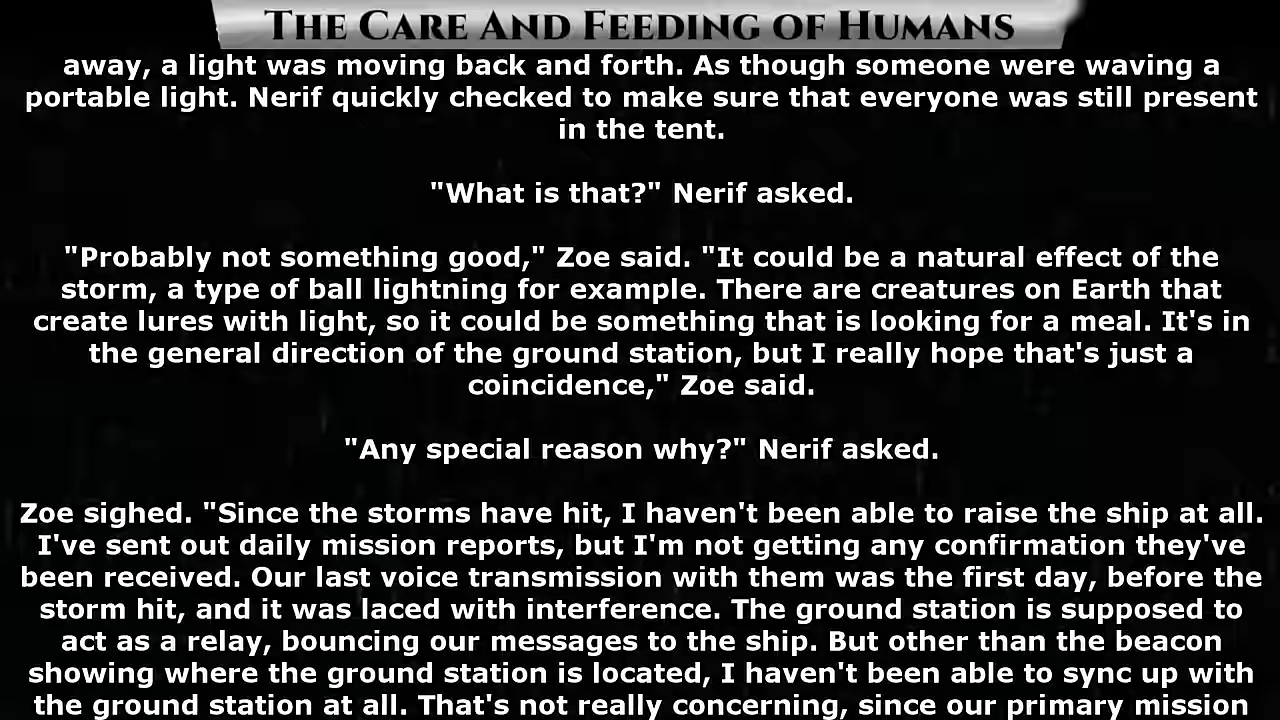 The Care And Feeding of Humans
away, a light was moving back and forth. As though someone were waving a
portable light. Nerif quickly checked to make sure that everyone was still present
in the tent.
"What is that?" Nerif asked.
"Probably not something good," Zoe said. "It could be a natural effect of the
storm, a type of ball lightning for example. There are creatures on Earth that
create lures with light, so it could be something that is looking for a meal. It's in
the general direction of the ground station, but I really hope that's just a
coincidence," Zoe said.
"Any special reason why?" Nerif asked.
Zoe sighed. "Since the storms have hit, I haven't been able to raise the ship at all.
I've sent out daily mission reports, but I'm not getting any confirmation they've
been received. Our last voice transmission with them was the first day, before the
storm hit, and it was laced with interference. The ground station is supposed to
act as a relay, bouncing our messages to the ship. But other than the beacon
showing where the ground station is located, I haven't been able to sync up with
the ground station at all. That's not really concerning, since our primary mission